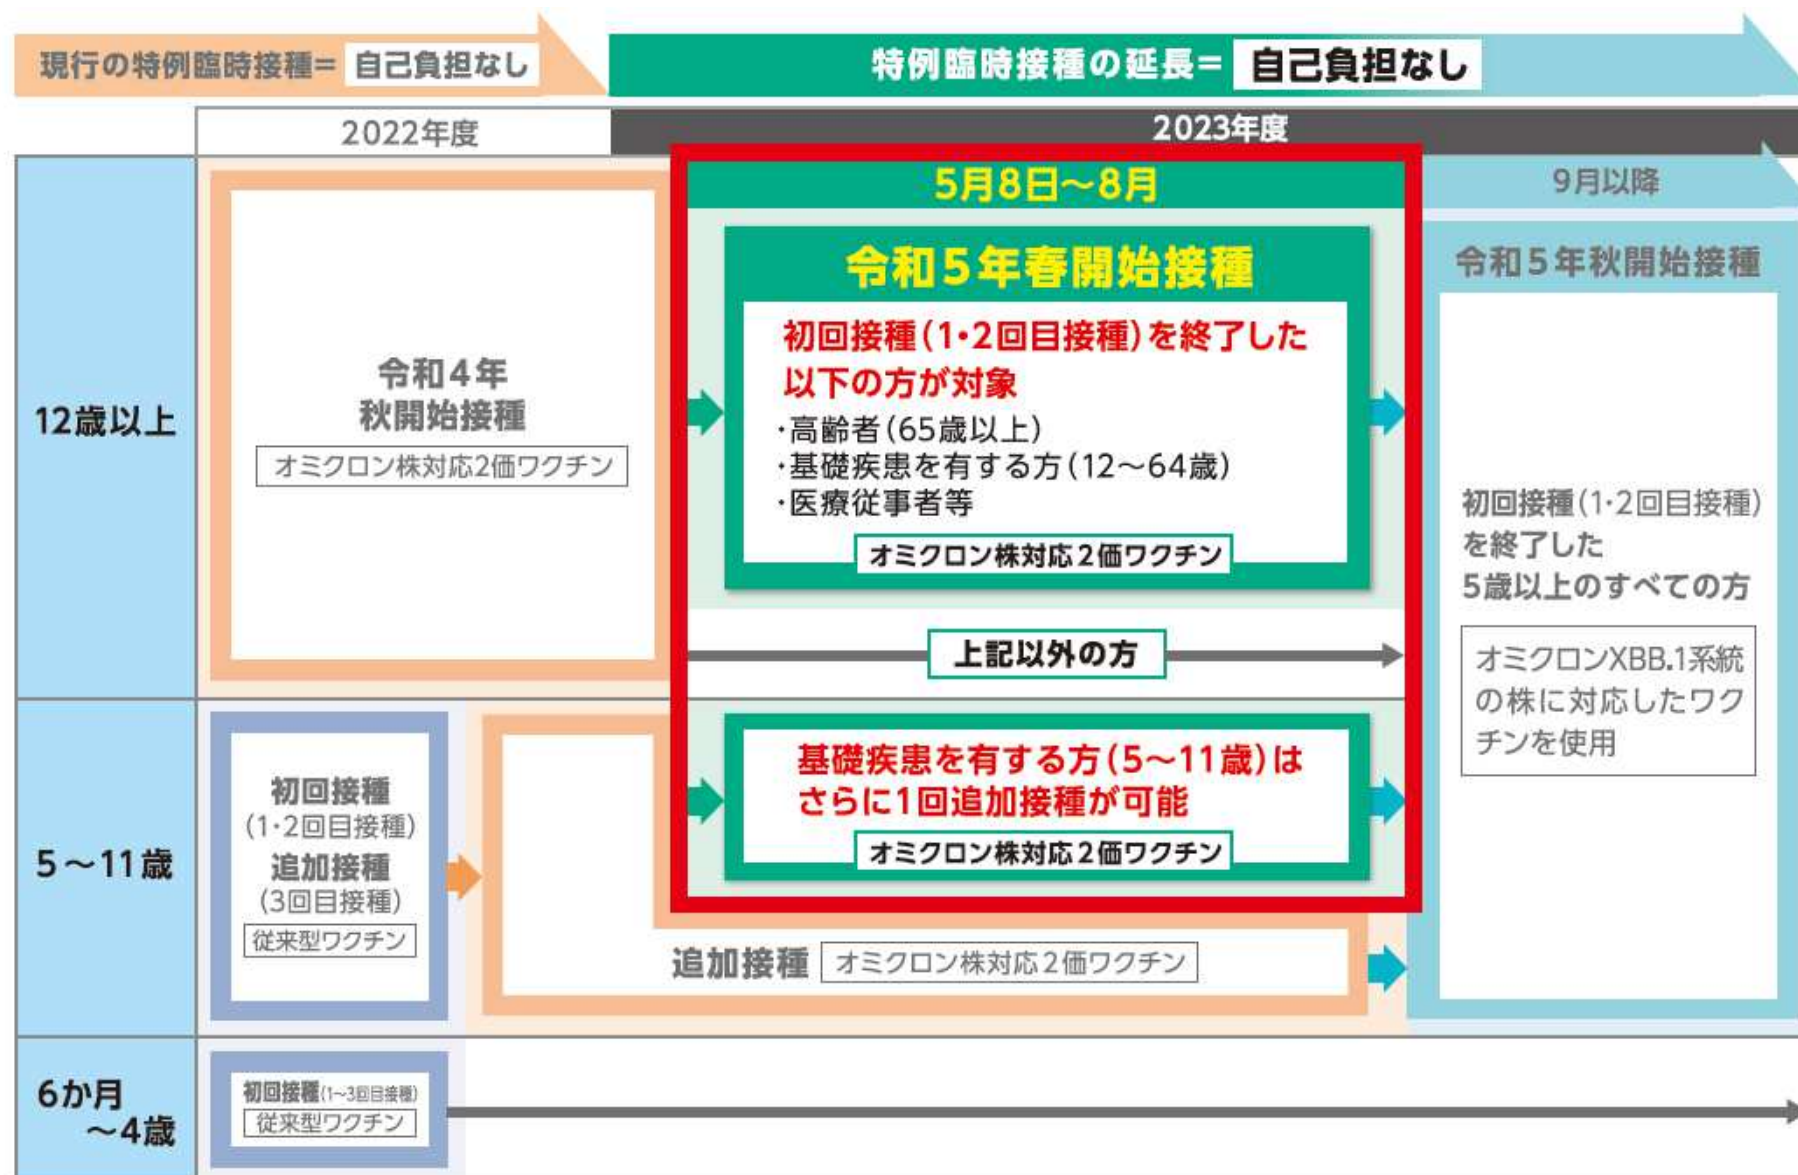 現行の特例臨時接種= 自己負担なし
特例臨時接種の延長= 自己負担なし
2022年度
2023年度
12歳以上
令和4年
秋開始接種
オミクロン株対応2価ワクチン
5月8日～8月
令和5年春開始接種
初回接種(1・2回目接種)を終了した
以下の方が対象
・高齢者(65歳以上)
・基礎疾患を有する方(12～64歳)
・医療従事者等
オミクロン株対応2価ワクチン
上記以外の方
9月以降
令和5年秋開始接種
初回接種(1・2回目接種)
を終了した
5歳以上のすべての方
オミクロンXBB.1系統
の株に対応したワク
チンを使用
5～11歳
初回接種
(1・2回目接種)
追加接種
(3回目接種)
従来型ワクチン
基礎疾患を有する方(5～11歳)は
さらに1回追加接種が可能
オミクロン株対応2価ワクチン
追加接種 オミクロン株対応2価ワクチン
6か月
～4歳
初回接種(1～3回目接種)
従来型ワクチン